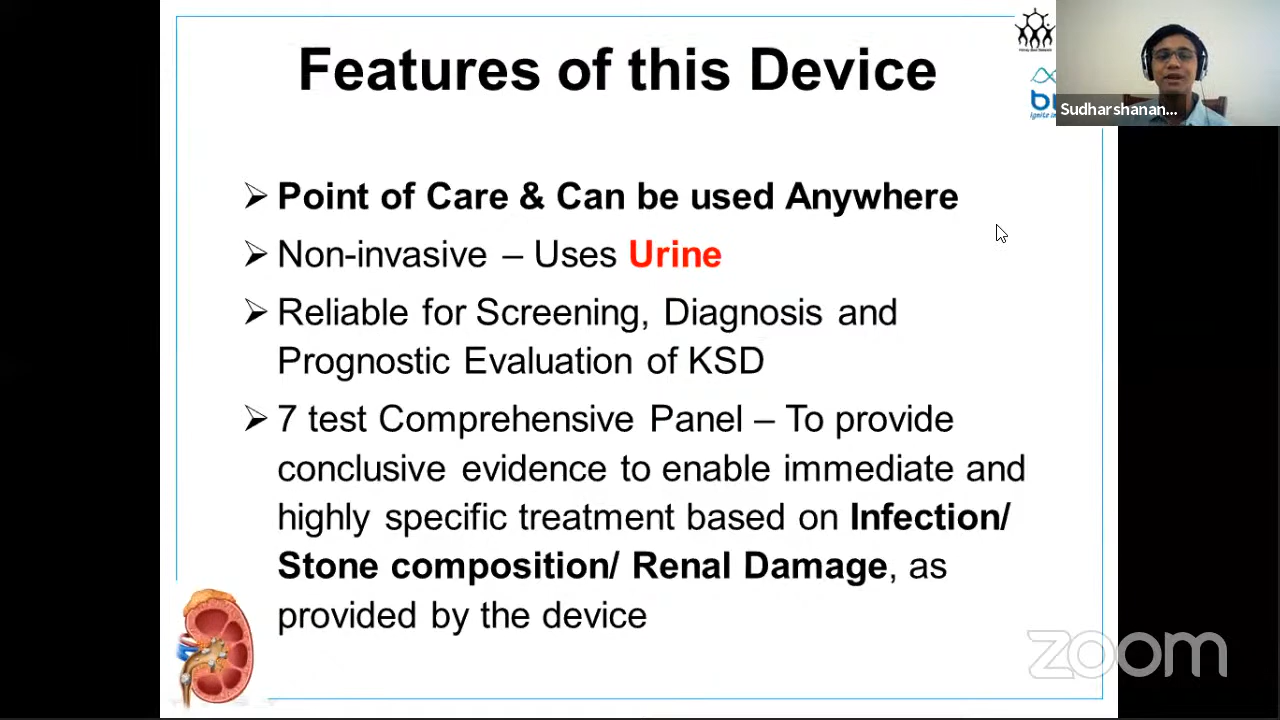 Features of this Device
Sudharshanan...
➢ Point of Care & Can be used Anywhere
➢ Non-invasive – Uses Urine
➢ Reliable for Screening, Diagnosis and
Prognostic Evaluation of KSD
➢ 7 test Comprehensive Panel – To provide
conclusive evidence to enable immediate and
highly specific treatment based on Infection/
Stone composition/ Renal Damage, as
provided by the device
zoom